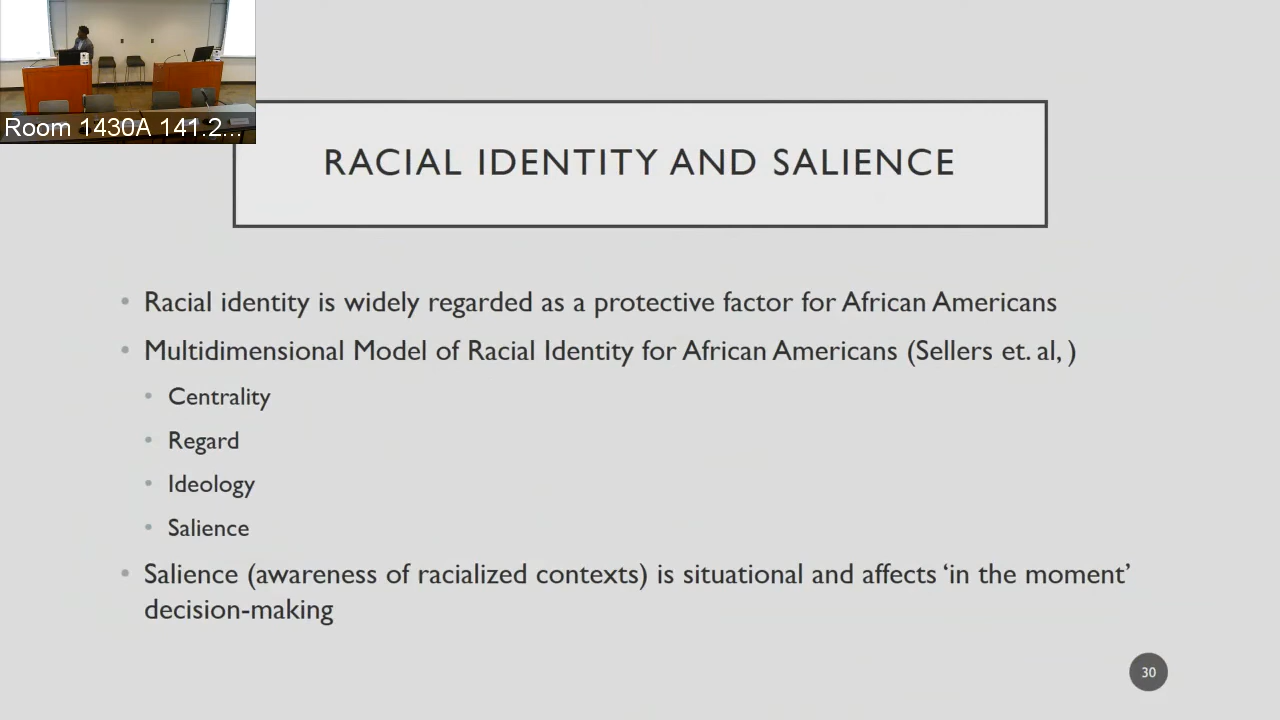 Room 1430A 141.2...
RACIAL IDENTITY AND SALIENCE
• Racial identity is widely regarded as a protective factor for African Americans
• Multidimensional Model of Racial Identity for African Americans (Sellers et. al, )
• Centrality
• Regard
• Ideology
• Salience
• Salience (awareness of racialized contexts) is situational and affects ‘in the moment’
decision-making
30